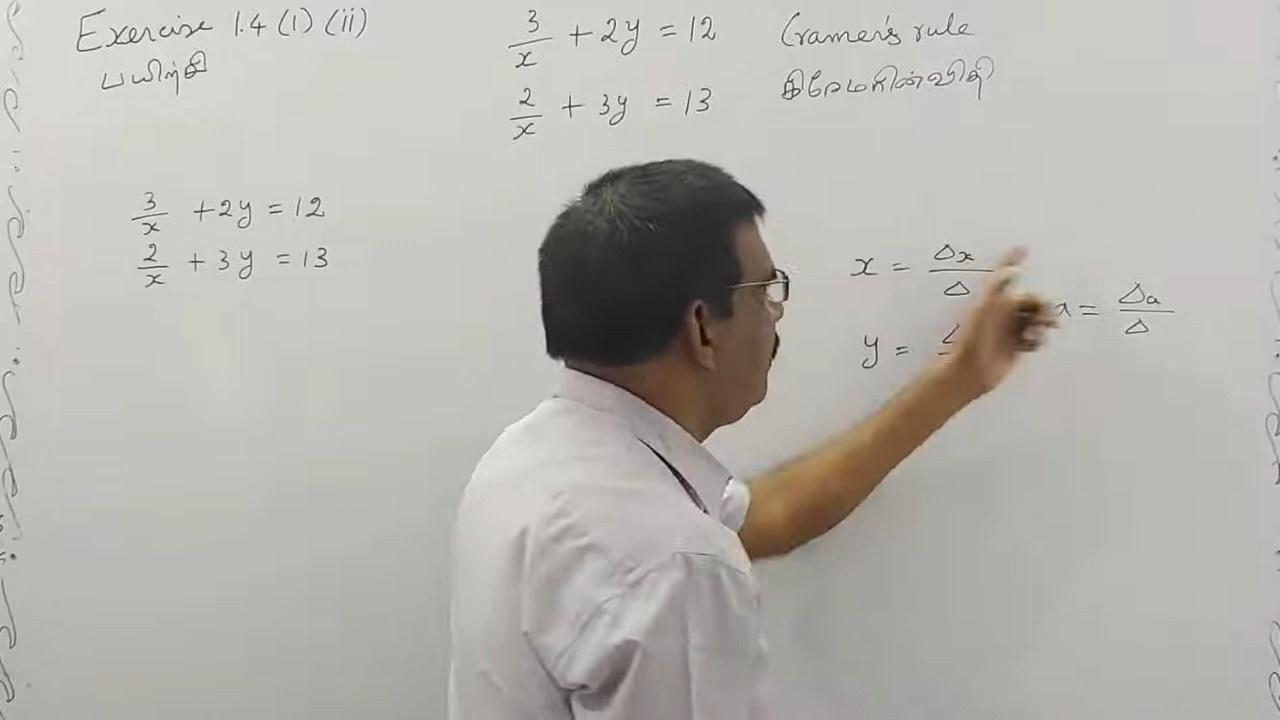 Exercise 1.4 (1) (ii)
பயிற்சி
3/x + 2y = 12
2/x + 3y = 13
Cramer's rule
கிரேமரின் விதி
3/x + 2y = 12
2/x + 3y = 13
x = Δx/Δ
y =
= Δa/Δ